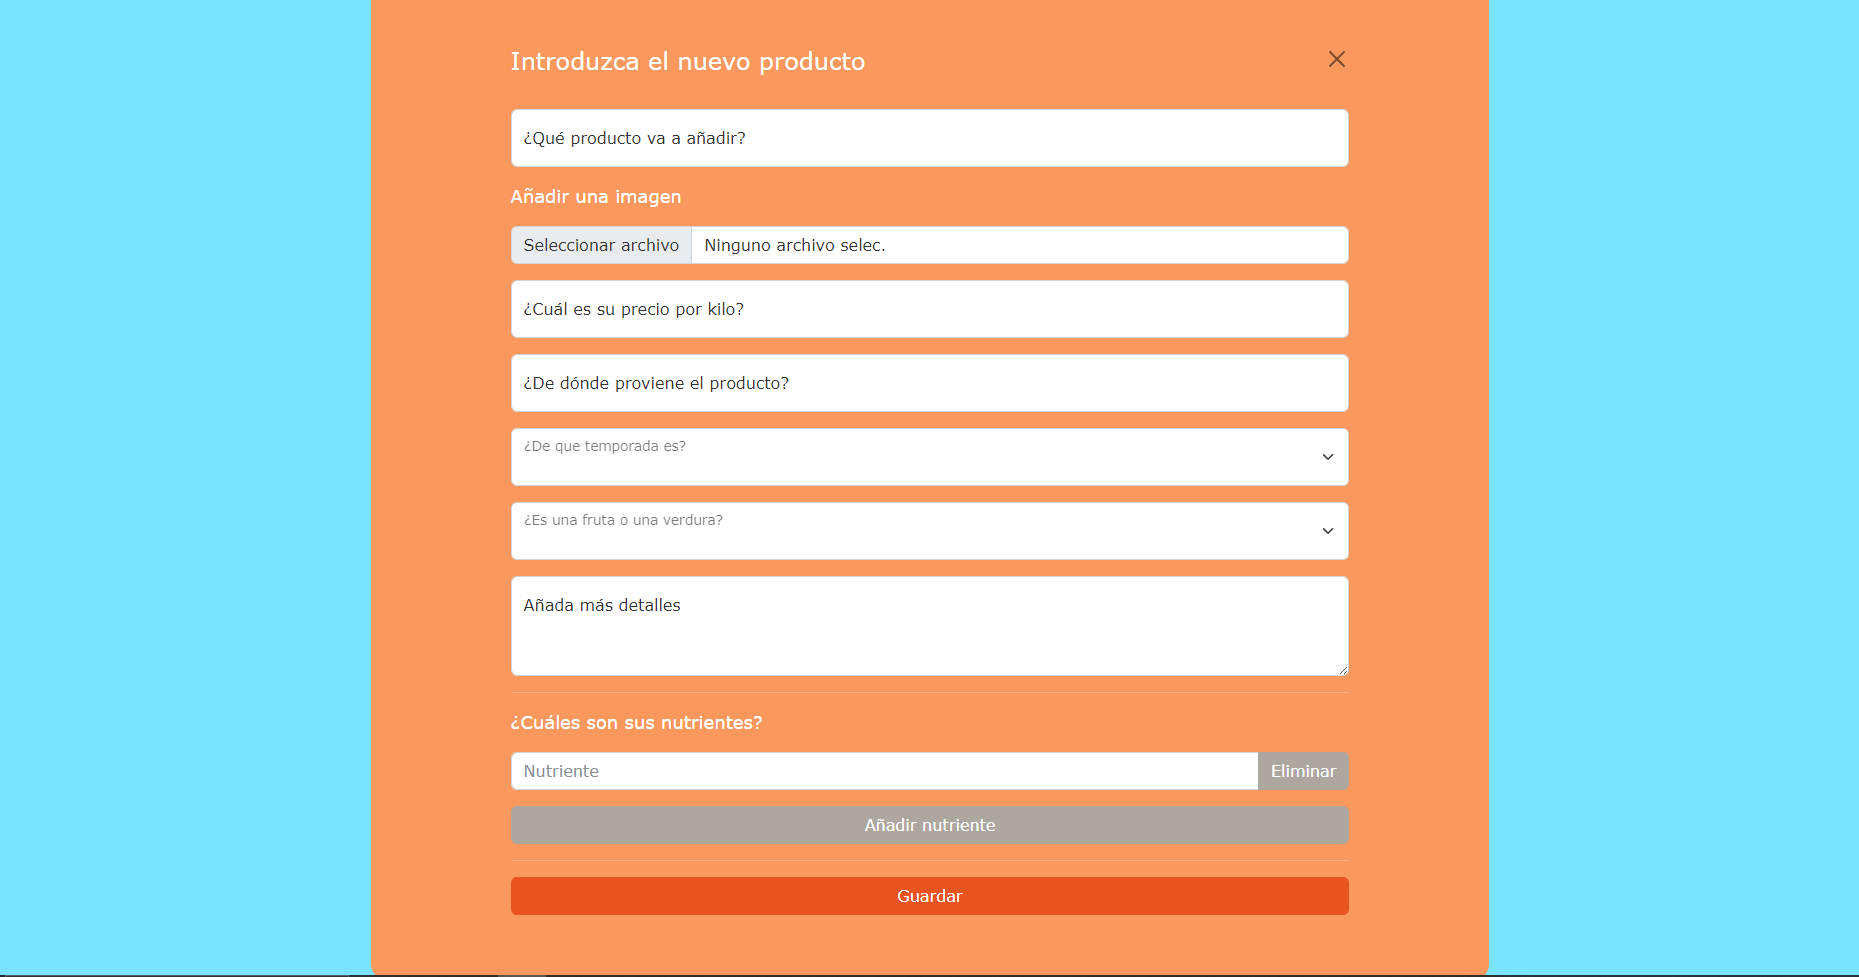 Introduzca el nuevo producto
¿Qué producto va a añadir?
Añadir una imagen
Seleccionar archivo Ninguno archivo selec.
¿Cuál es su precio por kilo?
¿De dónde proviene el producto?
¿De que temporada es?
¿Es una fruta o una verdura?
Añada más detalles
¿Cuáles son sus nutrientes?
Nutriente Eliminar
Añadir nutriente
Guardar